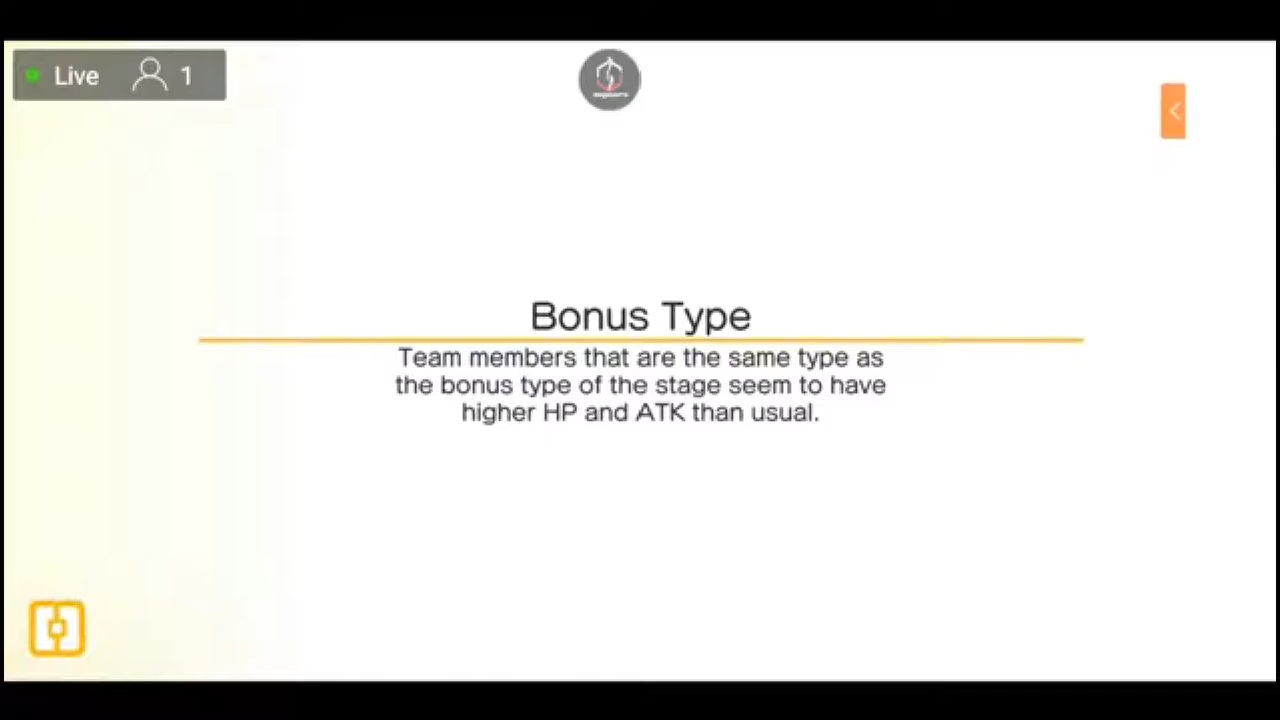 Live 1
Bonus Type
Team members that are the same type as
the bonus type of the stage seem to have
higher HP and ATK than usual.